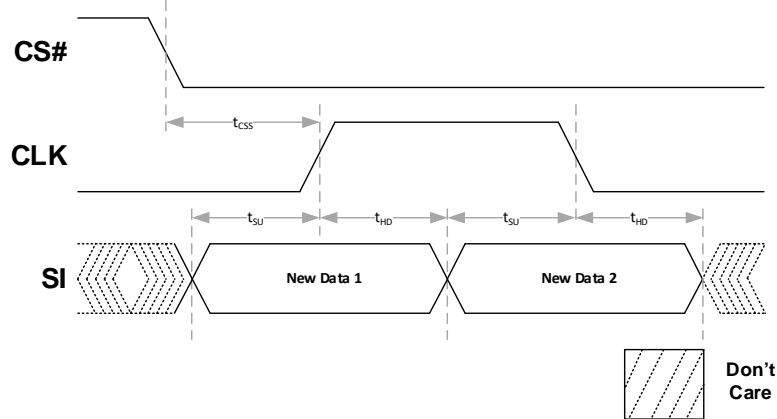 CS#
tCSS
CLK
tSU tHD tSU tHD
SI
New Data 1 New Data 2
Don't
Care